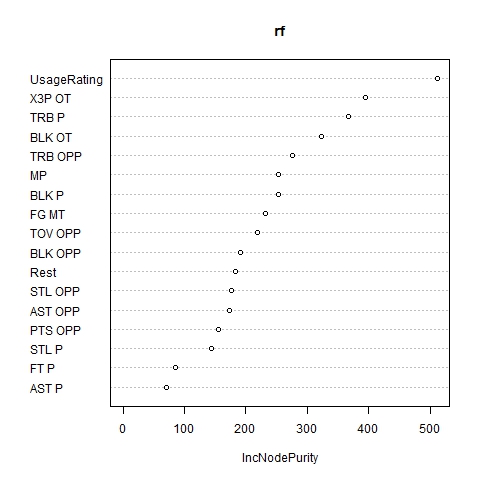 rf
UsageRating
X3P OT
TRB P
BLK OT
TRB OPP
MP
BLK P
FG MT
TOV OPP
BLK OPP
Rest
STL OPP
AST OPP
PTS OPP
STL P
FT P
AST P
0 100 200 300 400 500
IncNodePurity